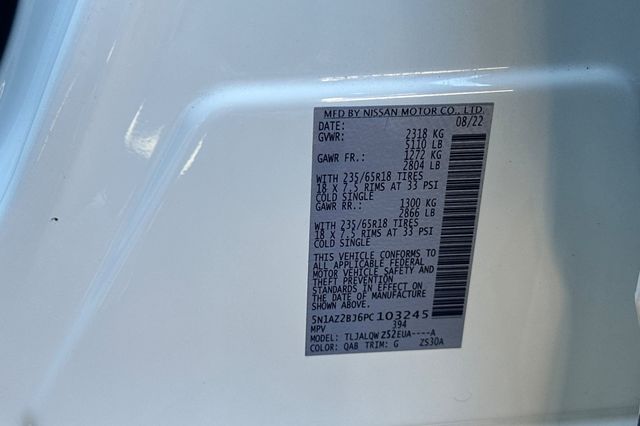 MFD BY NISSAN MOTOR CO., LTD.
DATE: 08/22
GVWR: 2318 KG
5110 LB
GAWR FR.: 1272 KG
2804 LB
WITH 235/65R18 TIRES
18 X 7.5 RIMS AT 33 PSI
COLD SINGLE
GAWR RR.: 1300 KG
2866 LB
WITH 235/65R18 TIRES
18 X 7.5 RIMS AT 33 PSI
COLD SINGLE
THIS VEHICLE CONFORMS TO
ALL APPLICABLE FEDERAL
MOTOR VEHICLE SAFETY AND
THEFT PREVENTION
STANDARDS IN EFFECT ON
THE DATE OF MANUFACTURE
SHOWN ABOVE.
5N1AZ2BJ6PC103245
MPV 394
MODEL: TLJALQW Z52EUA----A
COLOR: QAB TRIM: G ZS30A